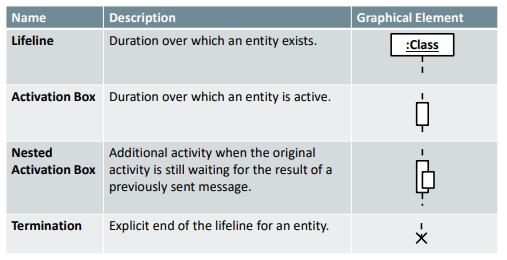 Name Description Graphical Element
Lifeline Duration over which an entity exists. :Class
Activation Box Duration over which an entity is active.
Nested Additional activity when the original
Activation Box activity is still waiting for the result of a
previously sent message.
Termination Explicit end of the lifeline for an entity.